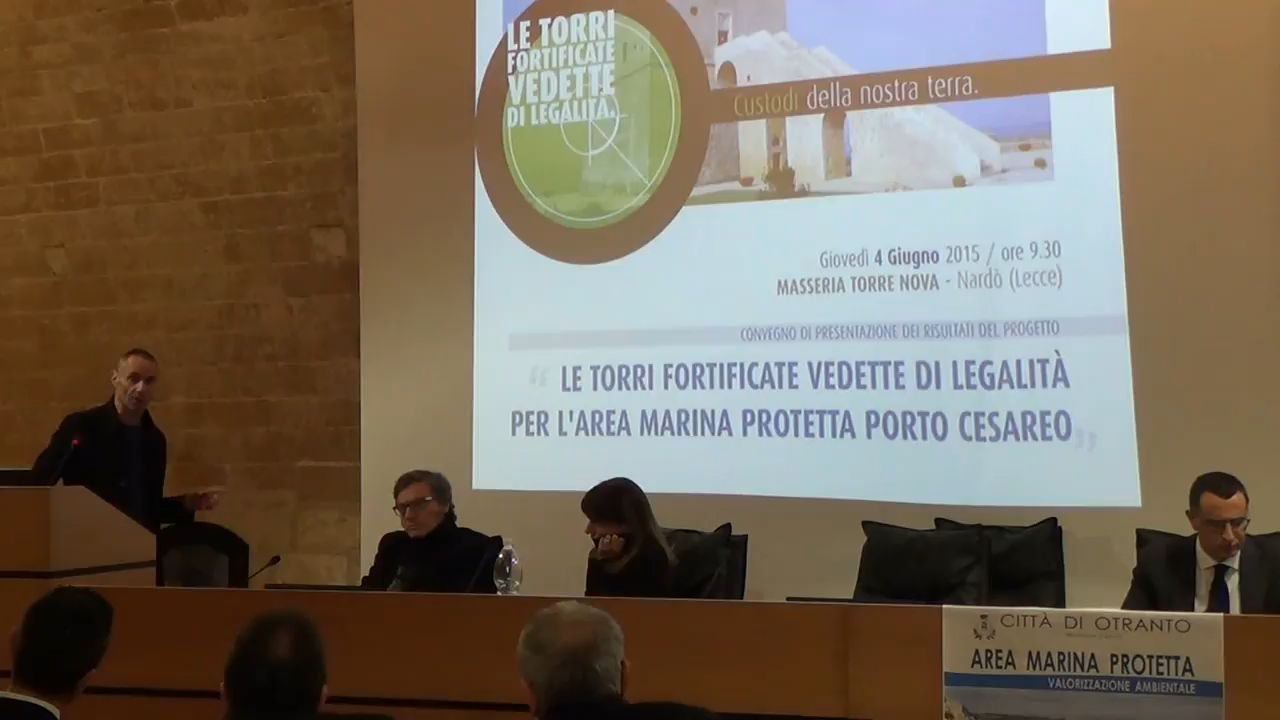 LE TORRI
FORTIFICATE
VEDETTE
DI LEGALITÀ.
Custodi della nostra terra.
Giovedì 4 Giugno 2015 / ore 9.30
MASSERIA TORRE NOVA - Nardò (Lecce)
CONVEGNO DI PRESENTAZIONE DEI RISULTATI DEL PROGETTO
“ LE TORRI FORTIFICATE VEDETTE DI LEGALITÀ
PER L'AREA MARINA PROTETTA PORTO CESAREO ”
CITTÀ DI OTRANTO
AREA MARINA PROTETTA
VALORIZZAZIONE AMBIENTALE